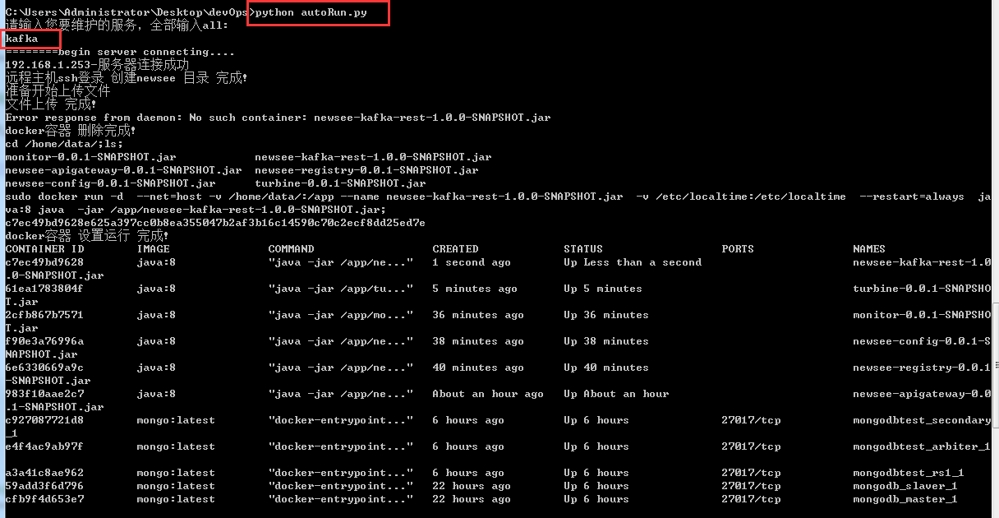 C:\Users\Administrator\Desktop\devOps>python autoRun.py
请输入您要维护的服务，全部输入all:
kafka
========begin server connecting....
192.168.1.253-服务器连接成功
远程主机ssh登录 创建newsee 目录 完成!
准备开始上传文件
文件上传 完成!
Error response from daemon: No such container: newsee-kafka-rest-1.0.0-SNAPSHOT.jar
docker容器 删除完成!
cd /home/data/;ls;
monitor-0.0.1-SNAPSHOT.jar newsee-kafka-rest-1.0.0-SNAPSHOT.jar
newsee-apigateway-0.0.1-SNAPSHOT.jar newsee-registry-0.0.1-SNAPSHOT.jar
newsee-config-0.0.1-SNAPSHOT.jar turbine-0.0.1-SNAPSHOT.jar
sudo docker run -d --net=host -v /home/data/:/app --name newsee-kafka-rest-1.0.0-SNAPSHOT.jar -v /etc/localtime:/etc/localtime --restart=always ja
va:8 java -jar /app/newsee-kafka-rest-1.0.0-SNAPSHOT.jar;
c7ec49bd9628e625a397cc0b8ea355047b2af3b16c14590c70c2ecf8dd25ed7e
docker容器 设置运行 完成!
CONTAINER ID IMAGE COMMAND CREATED STATUS PORTS NAMES
c7ec49bd9628 java:8 "java -jar /app/ne..." 1 second ago Up Less than a second newsee-kafka-rest-1.0
.0-SNAPSHOT.jar
61ea1783804f java:8 "java -jar /app/tu..." 5 minutes ago Up 5 minutes turbine-0.0.1-SNAPSHO
T.jar
2cfb867b7571 java:8 "java -jar /app/mo..." 36 minutes ago Up 36 minutes monitor-0.0.1-SNAPSHO
T.jar
f90e3a76996a java:8 "java -jar /app/ne..." 38 minutes ago Up 38 minutes newsee-config-0.0.1-S
NAPSHOT.jar
6e6330669a9c java:8 "java -jar /app/ne..." 40 minutes ago Up 40 minutes newsee-registry-0.0.1
-SNAPSHOT.jar
983f10aae2c7 java:8 "java -jar /app/ne..." About an hour ago Up About an hour newsee-apigateway-0.0
.1-SNAPSHOT.jar
c927087721d8 mongo:latest "docker-entrypoint..." 6 hours ago Up 6 hours 27017/tcp mongodbtest_secondary
_1
e4f4ac9ab97f mongo:latest "docker-entrypoint..." 6 hours ago Up 6 hours 27017/tcp mongodbtest_arbiter_1
a3a41c8ae962 mongo:latest "docker-entrypoint..." 6 hours ago Up 6 hours 27017/tcp mongodbtest_rs1_1
59add3f6d796 mongo:latest "docker-entrypoint..." 22 hours ago Up 6 hours 27017/tcp mongodb_slaver_1
cfb9f4d653e7 mongo:latest "docker-entrypoint..." 22 hours ago Up 6 hours 27017/tcp mongodb_master_1